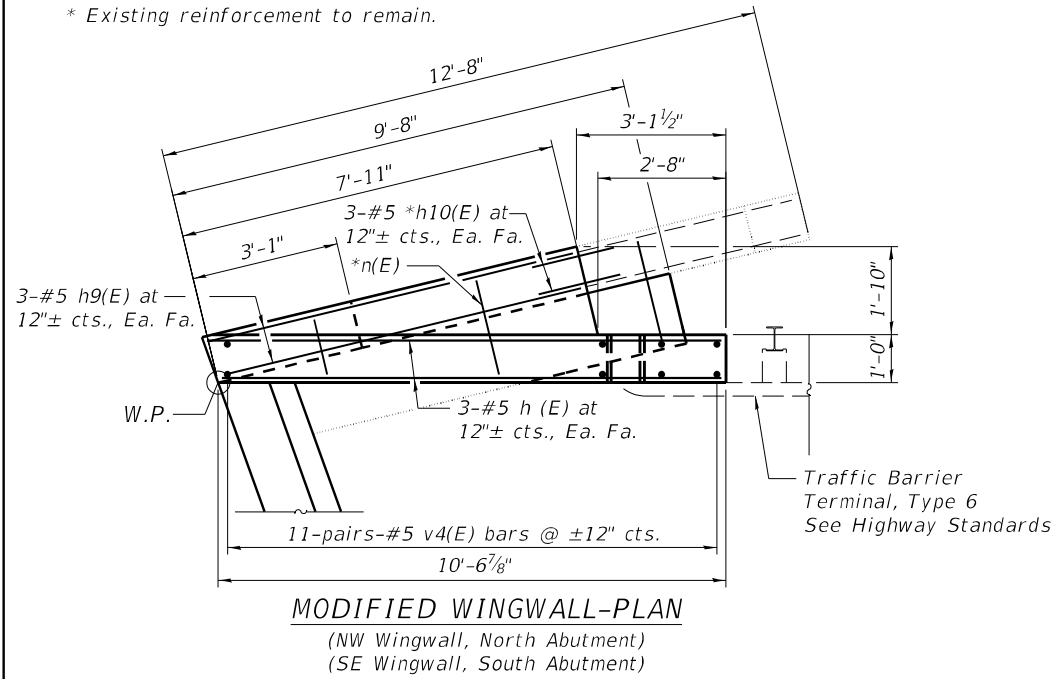 * Existing reinforcement to remain.
12'-8"
9'-8"
3'-1½"
7'-11"
2'-8"
3-#5 *h10(E) at
12"± cts., Ea. Fa.
3'-1"
*n(E)
3-#5 h9(E) at
12"± cts., Ea. Fa.
1'-10"
1'-0"
W.P.
3-#5 h (E) at
12"± cts., Ea. Fa.
Traffic Barrier
Terminal, Type 6
See Highway Standards
11-pairs-#5 v4(E) bars @ ±12" cts.
10'-6⅞"
MODIFIED WINGWALL-PLAN
(NW Wingwall, North Abutment)
(SE Wingwall, South Abutment)